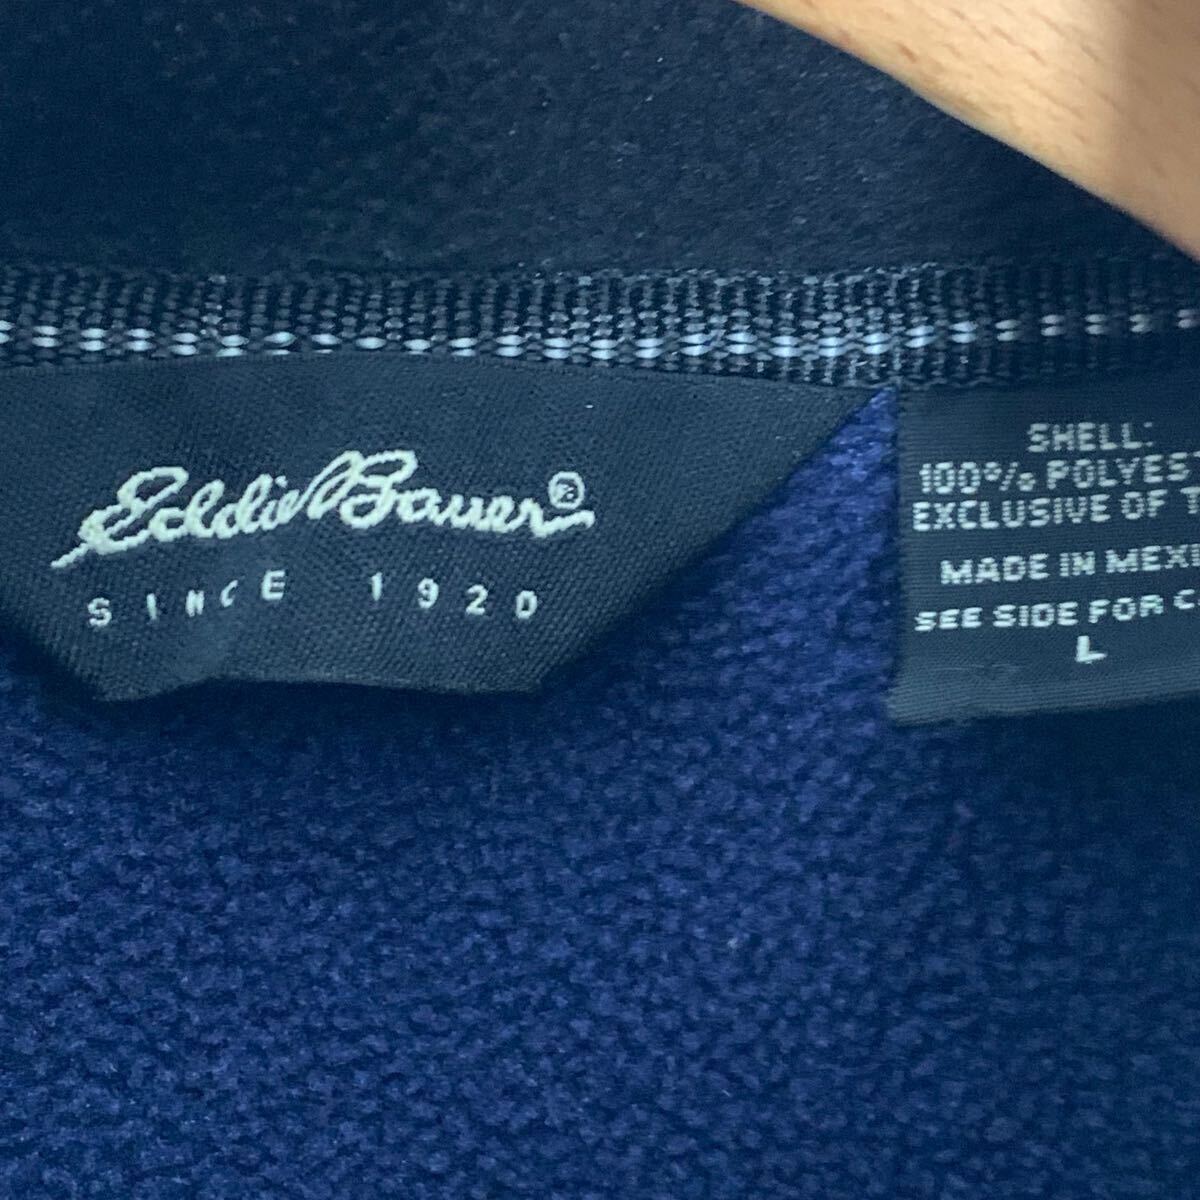 Eddie Bauer®
SINCE 1920
SHELL:
100% POLYEST
EXCLUSIVE OF T
MADE IN MEXI
SEE SIDE FOR C
L